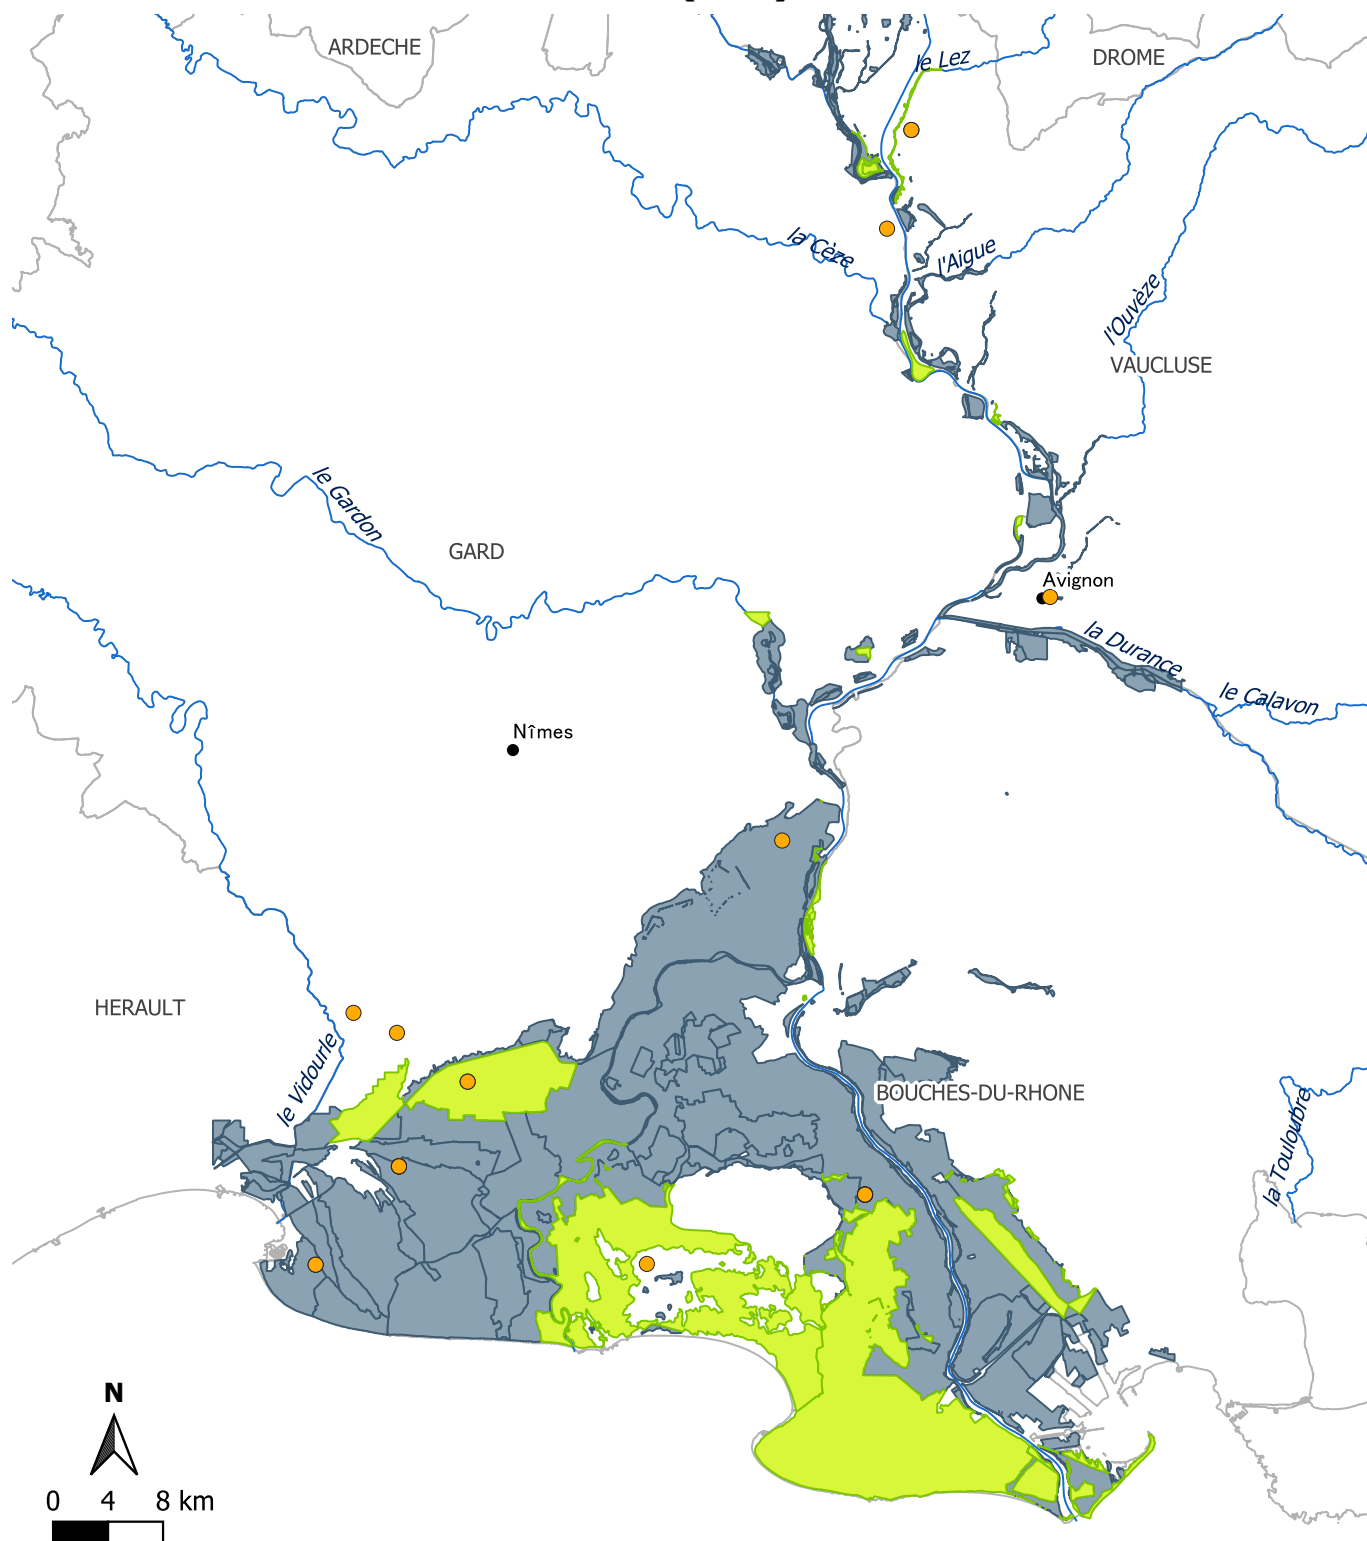 ARDECHE
DROME
le Lez
la Cèze
l'Aigue
l'Ouvèze
VAUCLUSE
le Gardon
GARD
Avignon
la Durance
le Calavon
Nîmes
HERAULT
le Vidourle
BOUCHES-DU-RHONE
la Touloubre
N
0 4 8 km